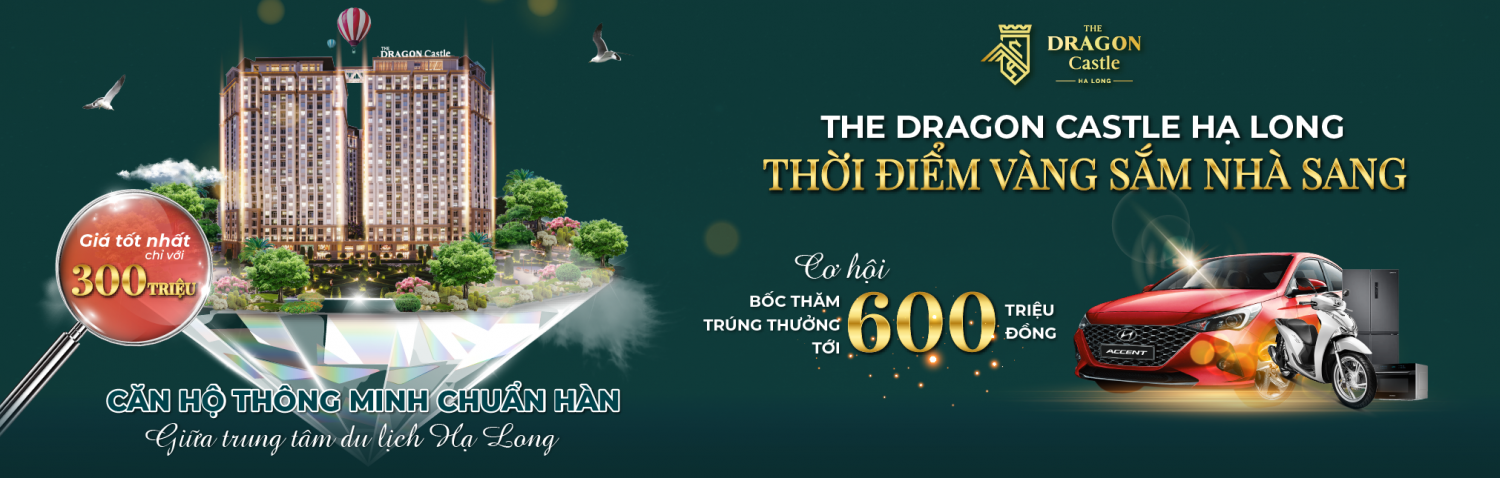 THE
DRAGON Castle
Giá tốt nhất
chỉ với
300 TRIỆU
CĂN HỘ THÔNG MINH CHUẨN HÀN
Giữa trung tâm du lịch Hạ Long
THE
DRAGON
Castle
HA LONG
THE DRAGON CASTLE HẠ LONG
THỜI ĐIỂM VÀNG SẮM NHÀ SANG
Cơ hội
BỐC THĂM
TRÚNG THƯỞNG
TỚI
600
TRIỆU
ĐỒNG
ACCENT